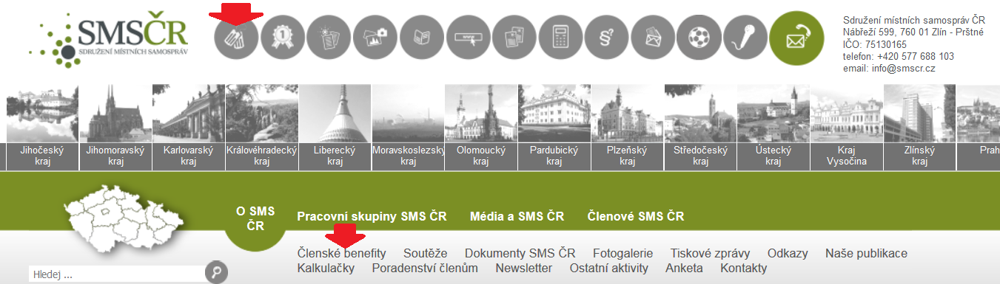 SMSČR
SDRUŽENÍ MÍSTNÍCH SAMOSPRÁV
1
www
§?
Sdružení místních samospráv ČR
Nábřeží 599, 760 01 Zlín - Prštné
IČO: 75130165
telefon: +420 577 688 103
email: info@smscr.cz
Jihočeský
kraj
Jihomoravský
kraj
Karlovarský
kraj
Královéhradecký
kraj
Liberecký
kraj
Moravskoslezský
kraj
Olomoucký
kraj
Pardubický
kraj
Plzeňský
kraj
Středočeský
kraj
Ústecký
kraj
Kraj
Vysočina
Zlínský
kraj
Prah
O SMS
ČR
Pracovní skupiny SMS ČR
Média a SMS ČR
Členové SMS ČR
Členské benefity Soutěže Dokumenty SMS ČR Fotogalerie Tiskové zprávy Odkazy Naše publikace
Kalkulačky Poradenství členům Newsletter Ostatní aktivity Anketa Kontakty
Hledej ...